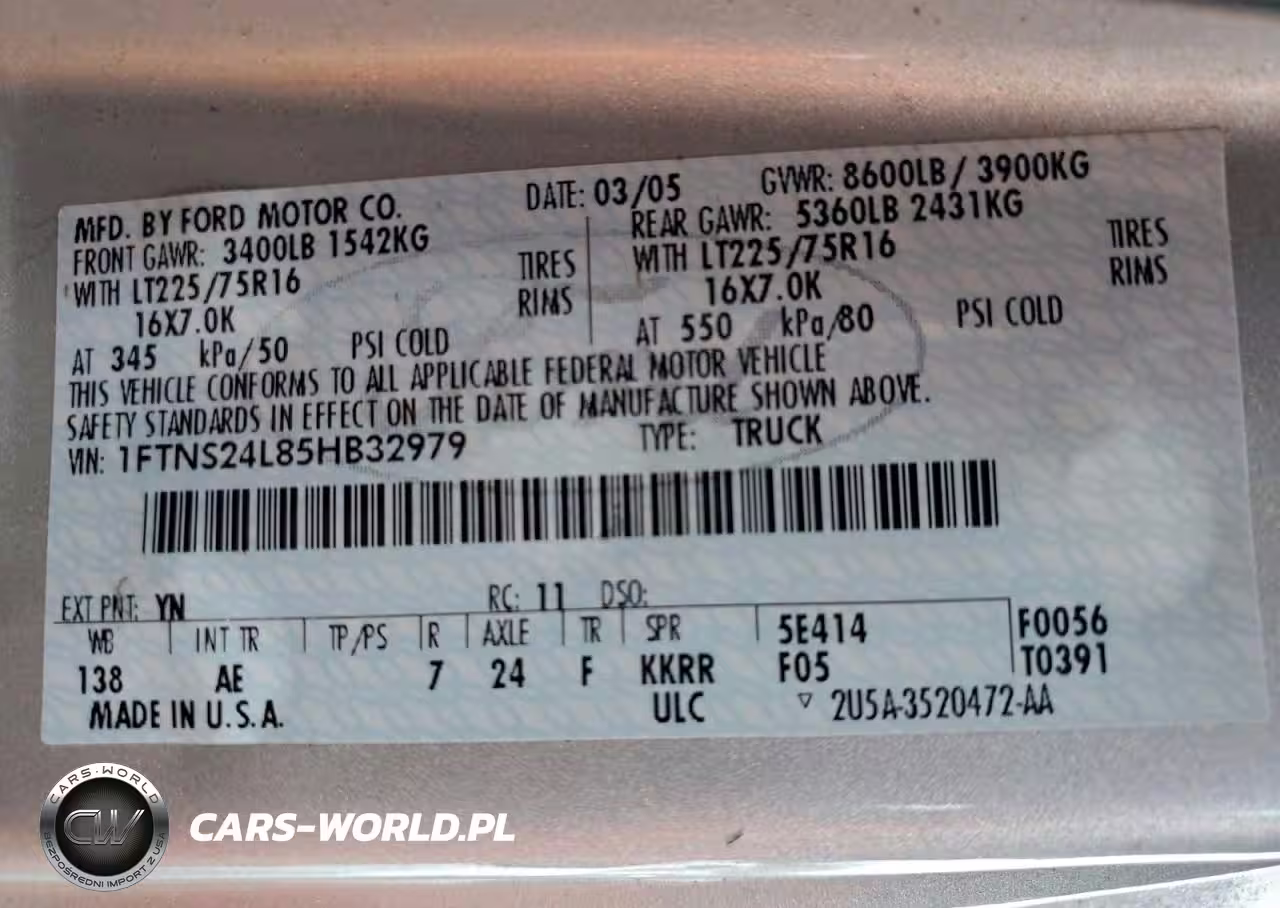 MFD. BY FORD MOTOR CO. DATE: 03/05 GVWR: 8600LB / 3900KG
FRONT GAWR: 3400LB 1542KG REAR GAWR: 5360LB 2431KG
WITH LT225/75R16 TIRES WITH LT225/75R16 TIRES
16X7.0K RIMS 16X7.0K RIMS
AT 345 kPa/50 PSI COLD AT 550 kPa/80 PSI COLD
THIS VEHICLE CONFORMS TO ALL APPLICABLE FEDERAL MOTOR VEHICLE
SAFETY STANDARDS IN EFFECT ON THE DATE OF MANUFACTURE SHOWN ABOVE.
VIN: 1FTNS24L85HB32979 TYPE: TRUCK
EXT PNT: YN RC: 11 DSO:
WB INT TR TP/PS R AXLE TR SPR 5E414 F0056
138 AE 7 24 F KKRR F05 T0391
MADE IN U.S.A. ULC ▽ 2U5A-3520472-AA
CARS-WORLD
CW
BEZPOŚREDNI IMPORT Z USA
CARS-WORLD.PL